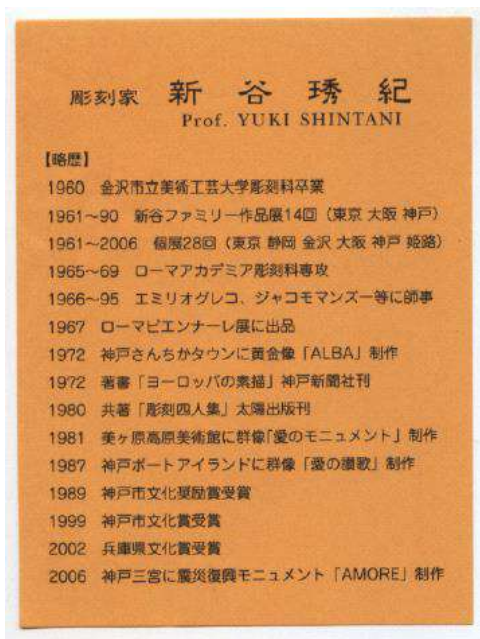 彫刻家 新谷琇紀
Prof. YUKI SHINTANI
【略歴】
1960 金沢市立美術工芸大学彫刻科卒業
1961～90 新谷ファミリー作品展14回（東京 大阪 神戸）
1961～2006 個展28回（東京 静岡 金沢 大阪 神戸 姫路）
1965～69 ローマアカデミア彫刻科専攻
1966～95 エミリオグレコ、ジャコモマンズー等に師事
1967 ローマビエンナーレ展に出品
1972 神戸さんちかタウンに黄金像「ALBA」制作
1972 著書「ヨーロッパの素描」神戸新聞社刊
1980 共著「彫刻四人集」太陽出版刊
1981 美ヶ原高原美術館に群像「愛のモニュメント」制作
1987 神戸ポートアイランドに群像「愛の讃歌」制作
1989 神戸市文化奨励賞受賞
1999 神戸市文化賞受賞
2002 兵庫県文化賞受賞
2006 神戸三宮に震災復興モニュメント「AMORE」制作